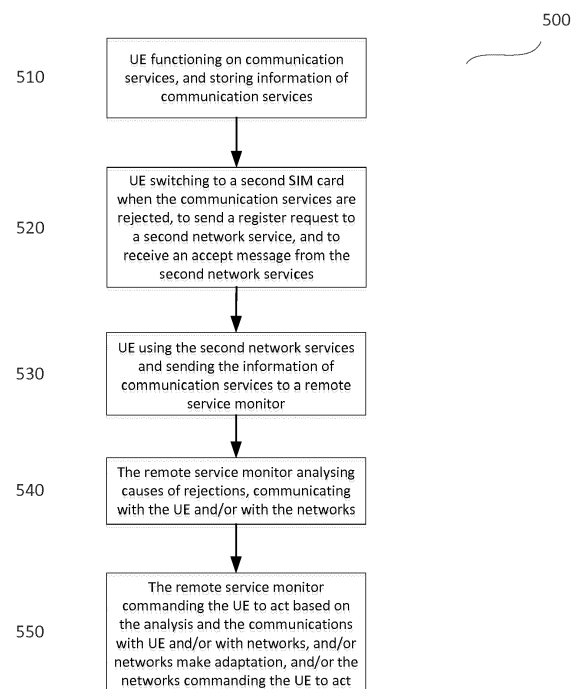 500
510
UE functioning on communication
services, and storing information of
communication services
520
UE switching to a second SIM card
when the communication services are
rejected, to send a register request to
a second network service, and to
receive an accept message from the
second network services
530
UE using the second network services
and sending the information of
communication services to a remote
service monitor
540
The remote service monitor analysing
causes of rejections, communicating
with the UE and/or with the networks
550
The remote service monitor
commanding the UE to act based on
the analysis and the communications
with UE and/or with networks, and/or
networks make adaptation, and/or the
networks commanding the UE to act